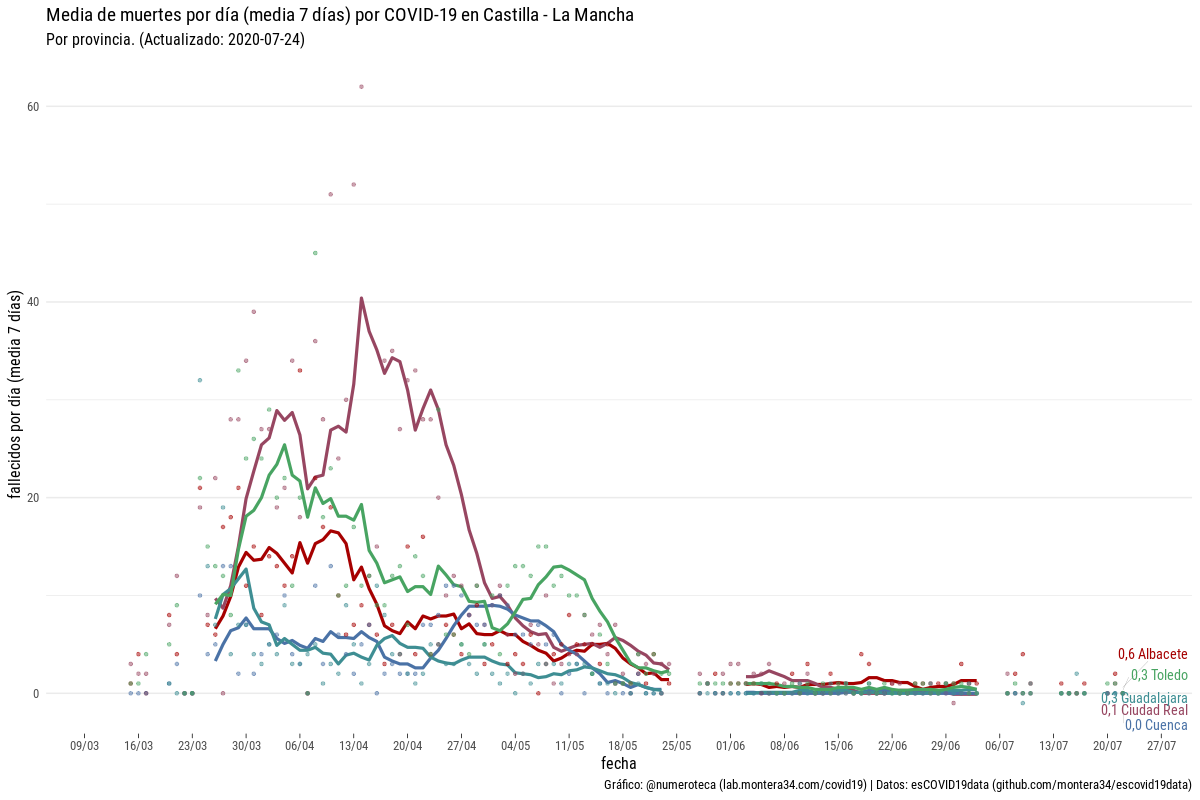 Media de muertes por día (media 7 días) por COVID-19 en Castilla - La Mancha
Por provincia. (Actualizado: 2020-07-24)
fallecidos por día (media 7 días)
60
40
20
0
0,6 Albacete
0,3 Toledo
0,3 Guadalajara
0,1 Ciudad Real
0,0 Cuenca
09/03 16/03 23/03 30/03 06/04 13/04 20/04 27/04 04/05 11/05 18/05 25/05 01/06 08/06 15/06 22/06 29/06 06/07 13/07 20/07 27/07
fecha
Gráfico: @numeroteca (lab.montera34.com/covid19) | Datos: esCOVID19data (github.com/montera34/escovid19data)